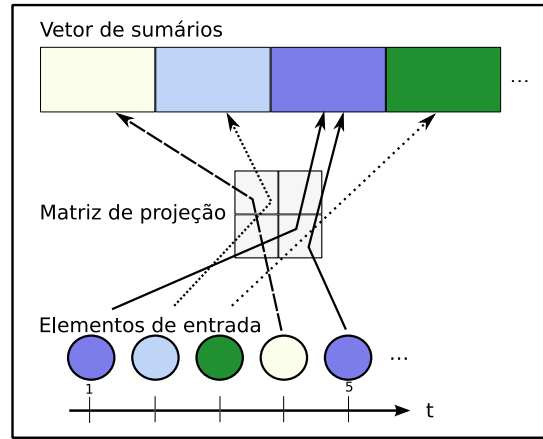 Vetor de sumários
...
Matriz de projeção
Elementos de entrada
...
1
5
t